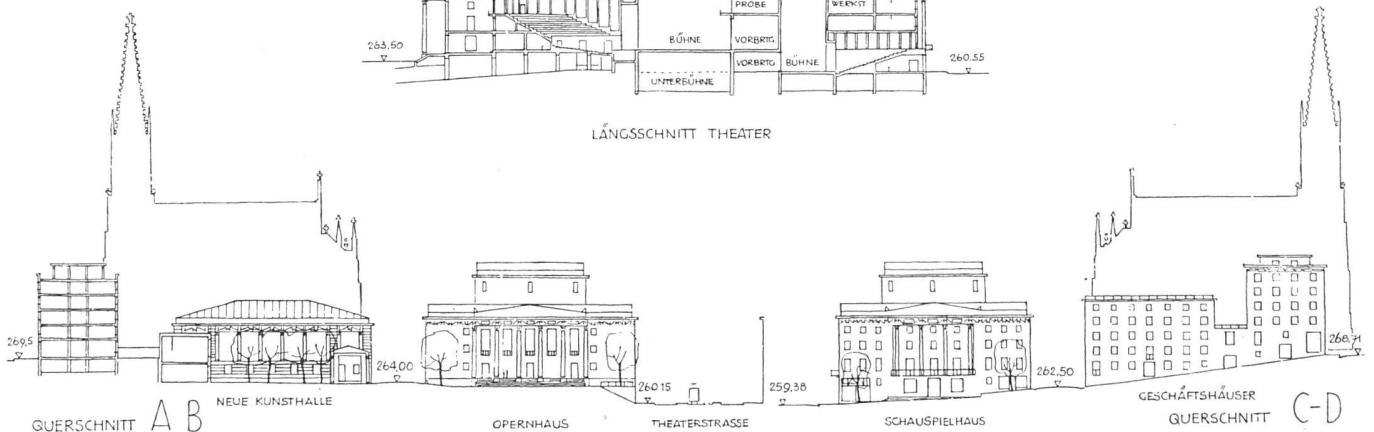 PROBE
WERKST
BÜHNE
VORBRTG.
263,50
VORBRTG
BÜHNE
260,55
UNTERBÜHNE
LÄNGSSCHNITT THEATER
269,5
264,00
260.15
259,38
262,50
268,71
NEUE KUNSTHALLE
GESCHÄFTSHÄUSER
QUERSCHNITT A B
OPERNHAUS
THEATERSTRASSE
SCHAUSPIELHAUS
QUERSCHNITT C-D